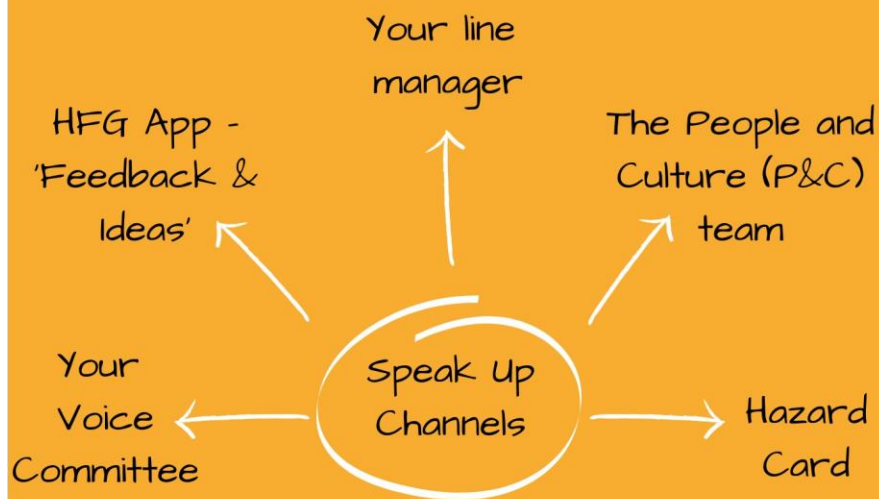 Your line
manager
HFG App -
'Feedback &
Ideas'
The People and
Culture (P&C)
team
Your
Voice
Committee
Speak Up
Channels
Hazard
Card